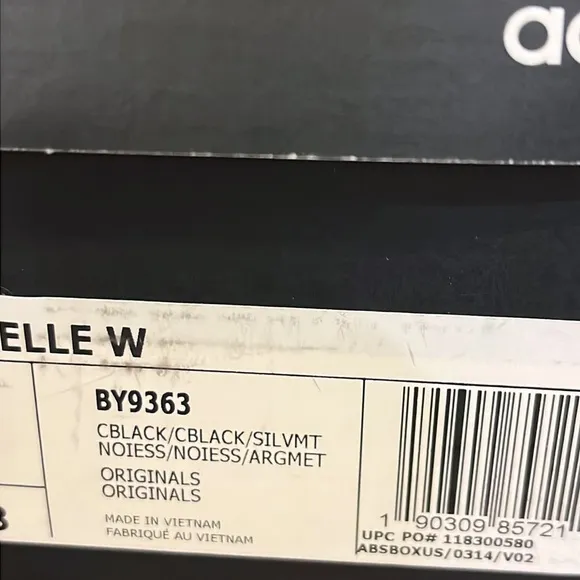 ad
ELLE W
BY9363
CBLACK/CBLACK/SILVMT
NOIESS/NOIESS/ARGMET
ORIGINALS
ORIGINALS
MADE IN VIETNAM
FABRIQUÉ AU VIETNAM
1 90309 85721
UPC PO# 118300580
ABSBOXUS/0314/V02